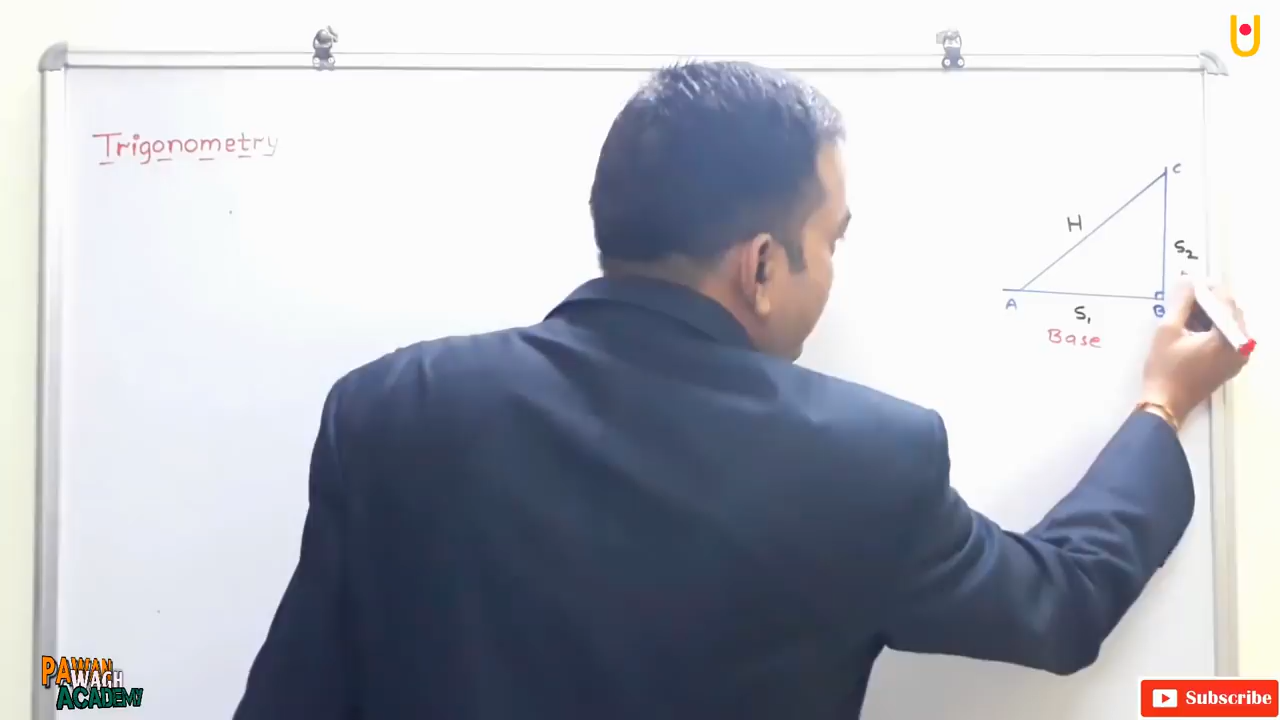 Trigonometry
C
H
S2
A
B
S1
Base
PAWAN
WAGH
ACADEMY
Subscribe